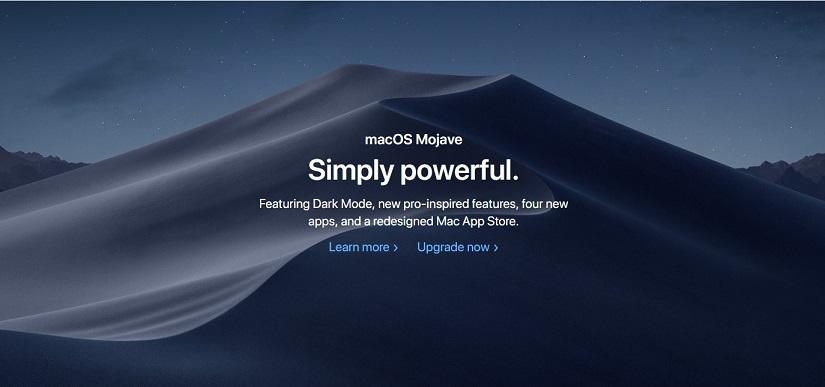 macOS Mojave
Simply powerful.
Featuring Dark Mode, new pro-inspired features, four new
apps, and a redesigned Mac App Store.
Learn more › Upgrade now ›